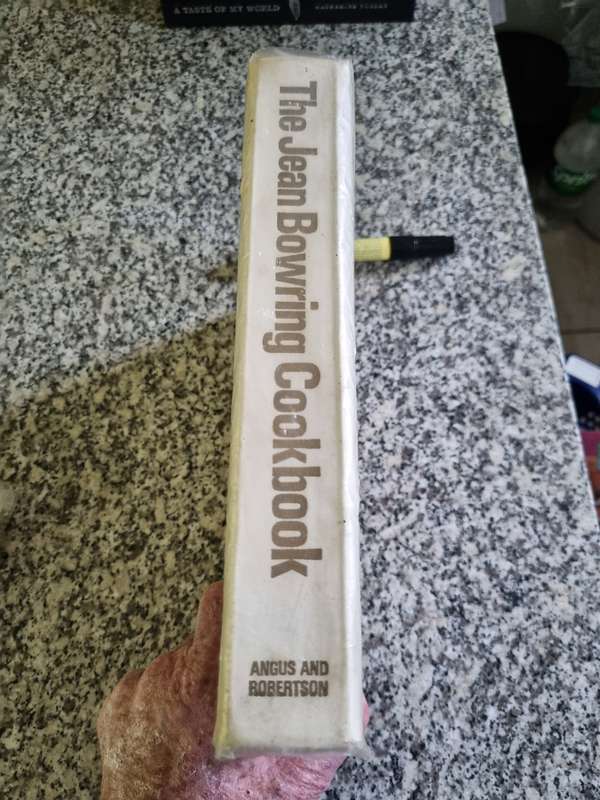 A TASTE OF MY WORLD
The Jean Bowring Cookbook
ANGUS AND
ROBERTSON